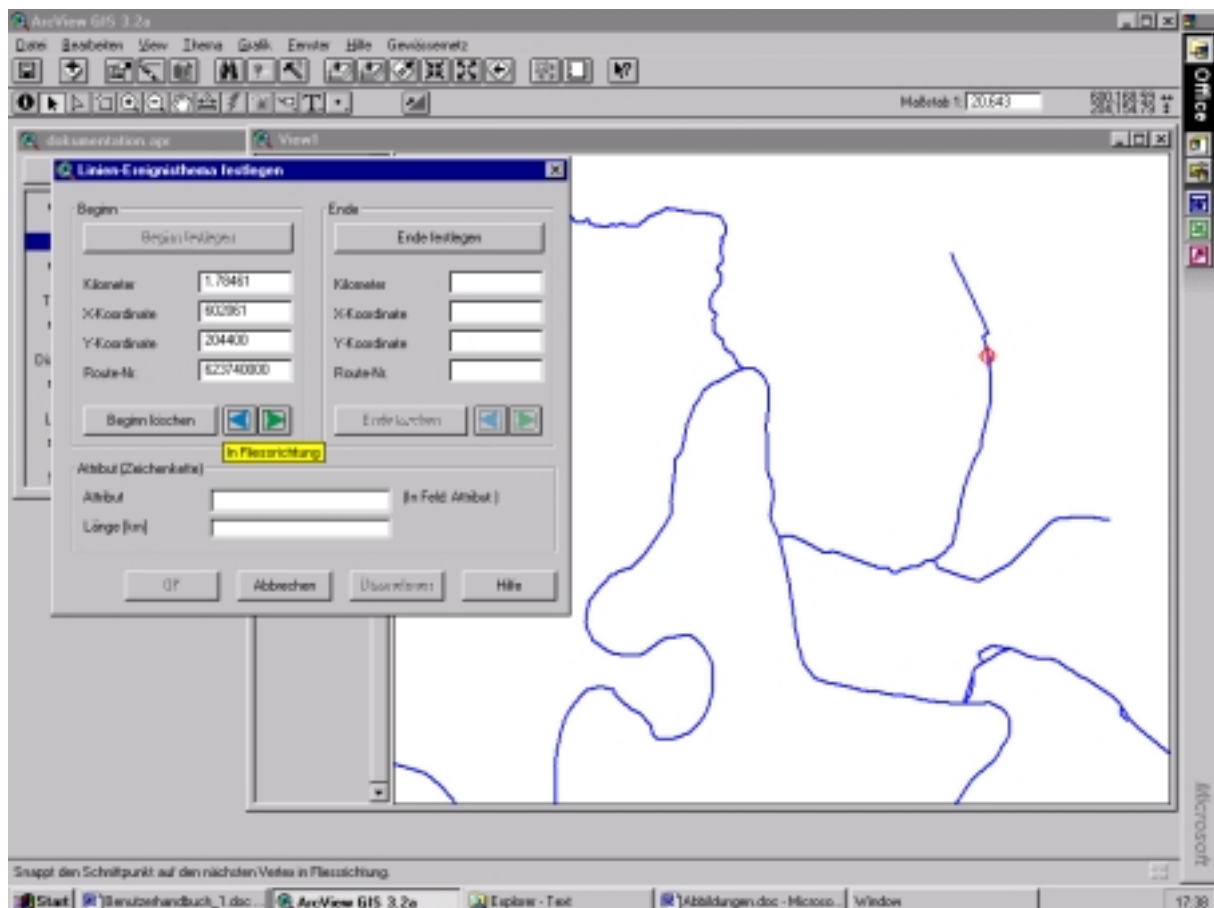 ArcView GIS 3.2a
Datei Bearbeiten View Thema Grafik Fenster Hilfe Gewässernetz
Maßstab 1: 20.643
dokumentation.apr
View1
Linien-Ereignisthema festlegen
Beginn
Ende
Beginn festlegen
Ende festlegen
Kilometer 1.78461
Kilometer
X-Koordinate 602061
X-Koordinate
Y-Koordinate 204400
Y-Koordinate
Route-Nr. 623740000
Route-Nr.
Beginn löschen
Ende löschen
In Fliessrichtung
Attribut (Zeichenkette)
Attribut
(In Feld: Attribut )
Länge [km]
OK
Abbrechen
Übernehmen
Hilfe
Office
Microsoft
Snappt den Schnittpunkt auf den nächsten Vertex in Fliessrichtung.
Start
Benutzerhandbuch_1.doc ...
ArcView GIS 3.2a
Explorer - Text
Abbildungen.doc - Microso...
Window
17:38